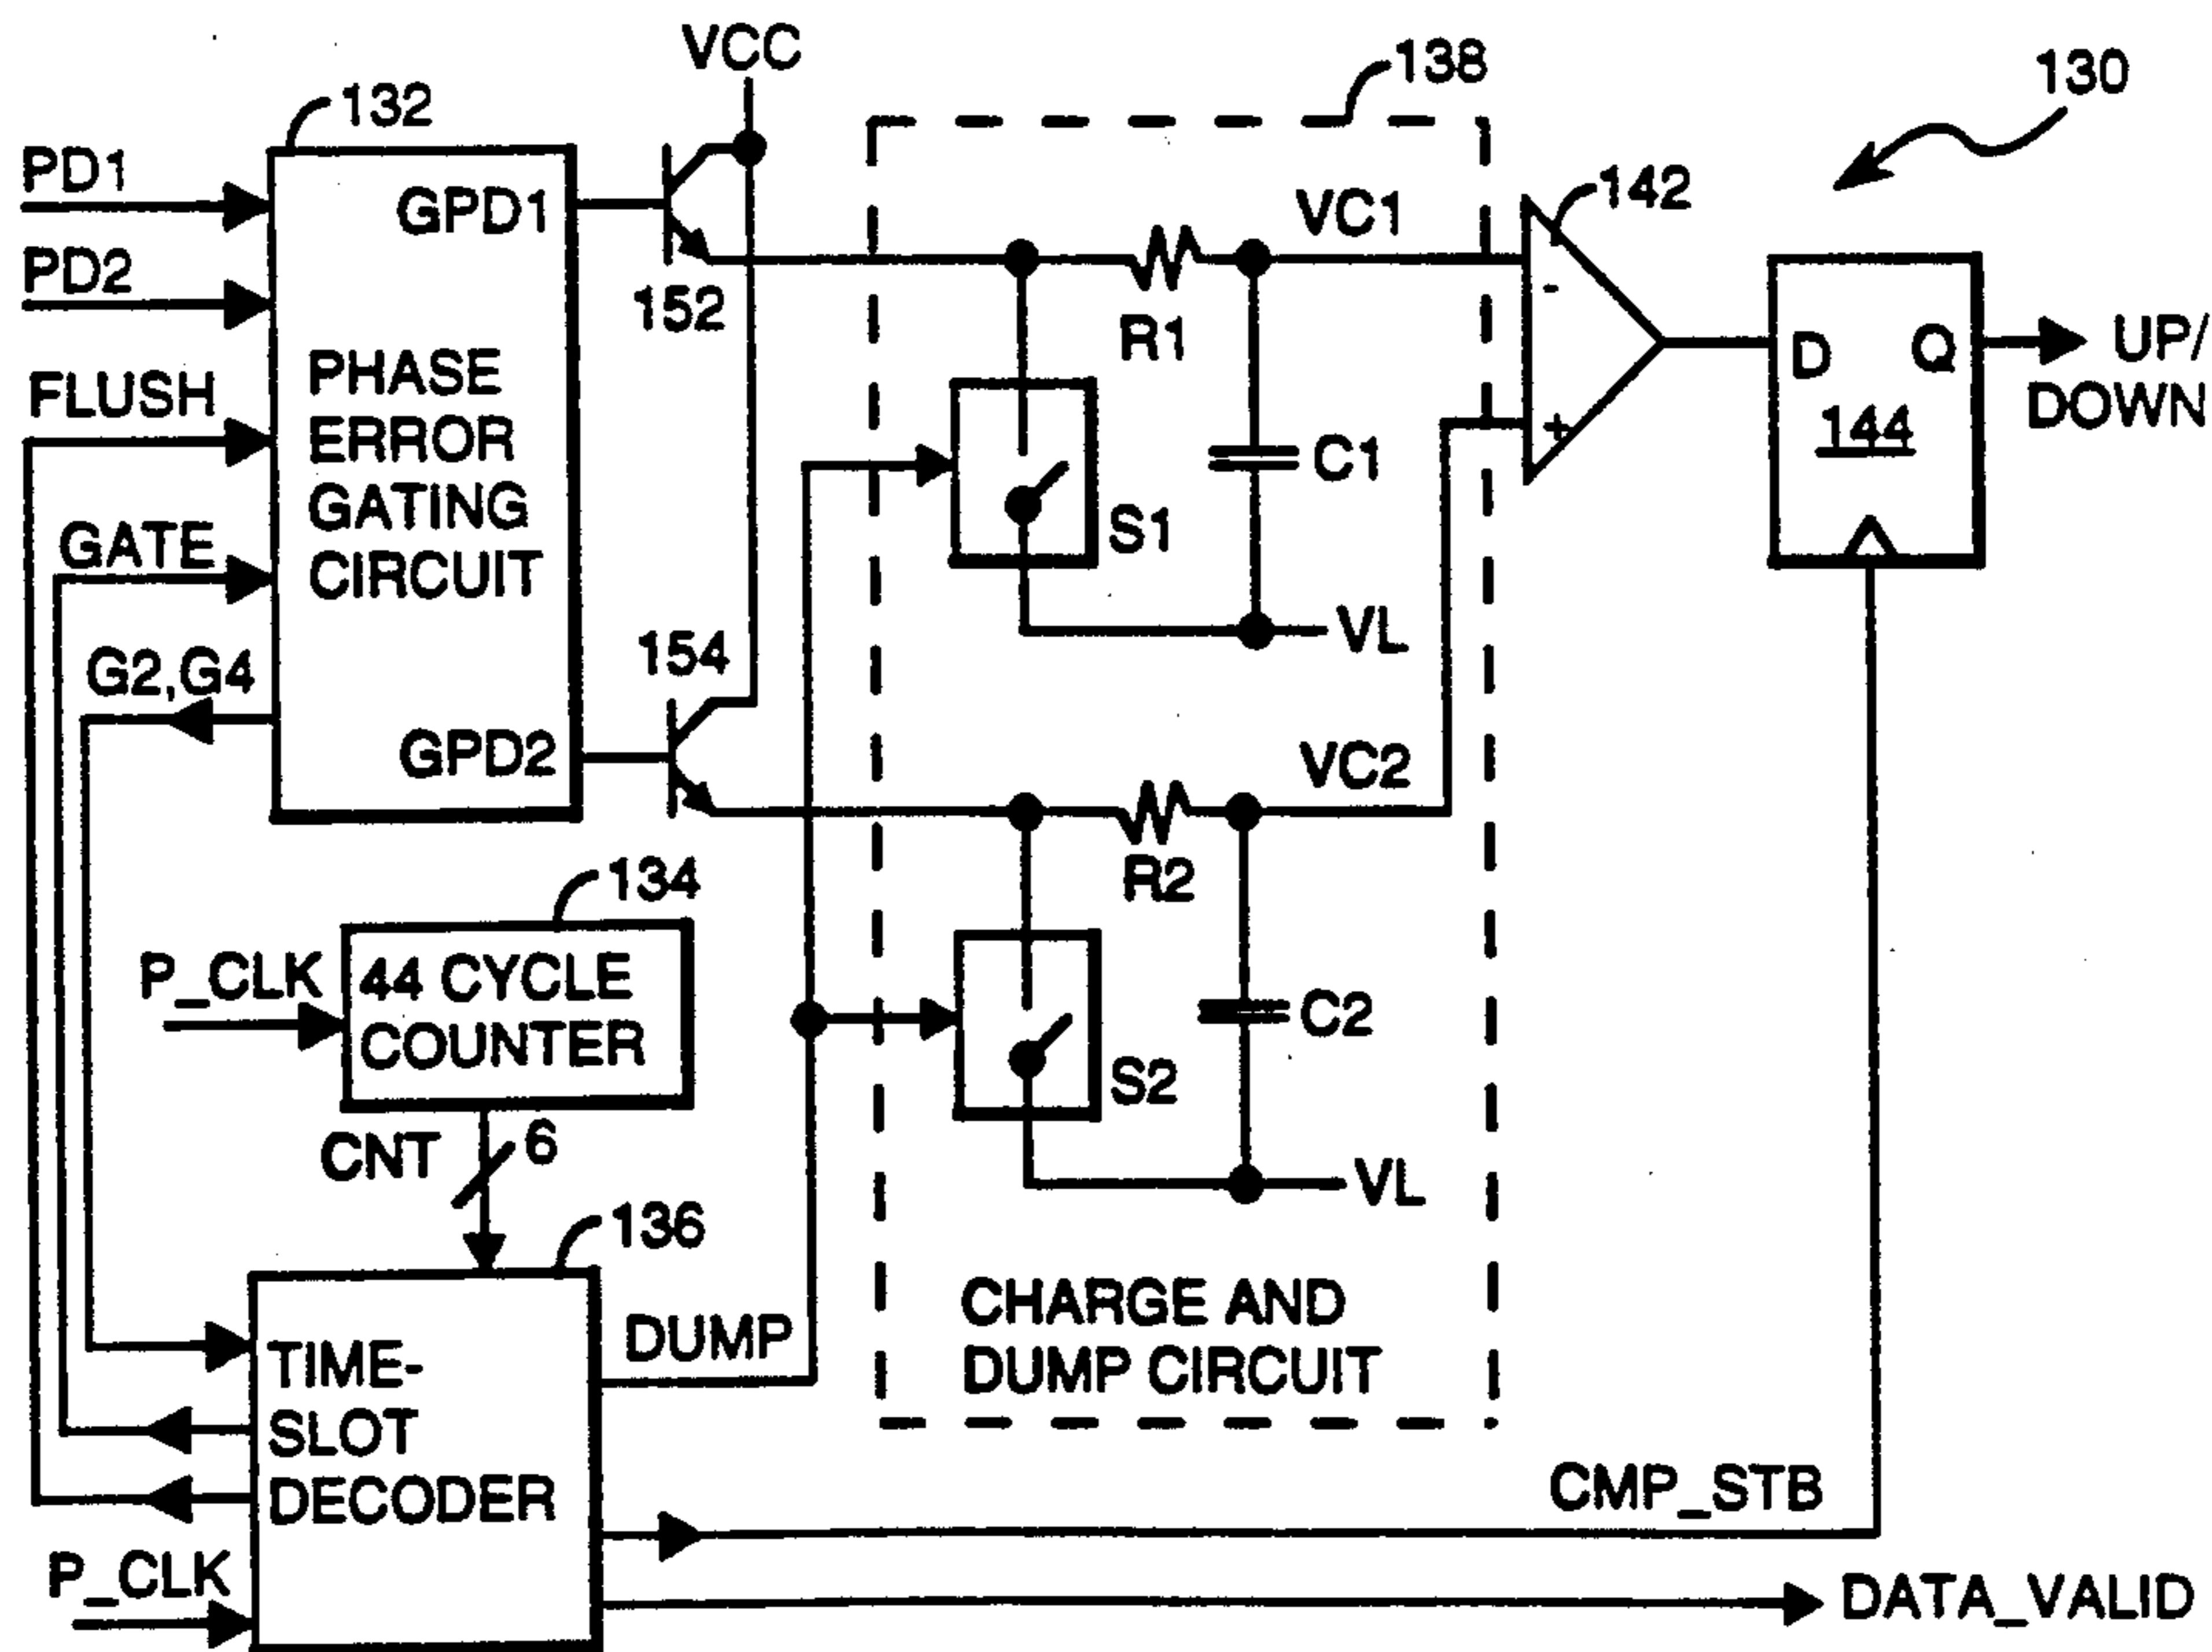 VCC
138
130
132
PD1
GPD1
VC1
142
PD2
152
R1
D Q
UP/
DOWN
FLUSH
PHASE
ERROR
GATING
CIRCUIT
-
+
144
C1
GATE
S1
VL
G2,G4
154
GPD2
VC2
R2
134
P_CLK
44 CYCLE
COUNTER
C2
S2
CNT
6
VL
136
CHARGE AND
DUMP CIRCUIT
DUMP
TIME-
SLOT
DECODER
CMP_STB
P_CLK
DATA_VALID